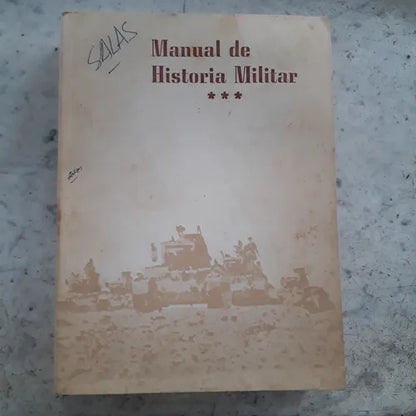 SALAS
Manual de
Historia Militar
***